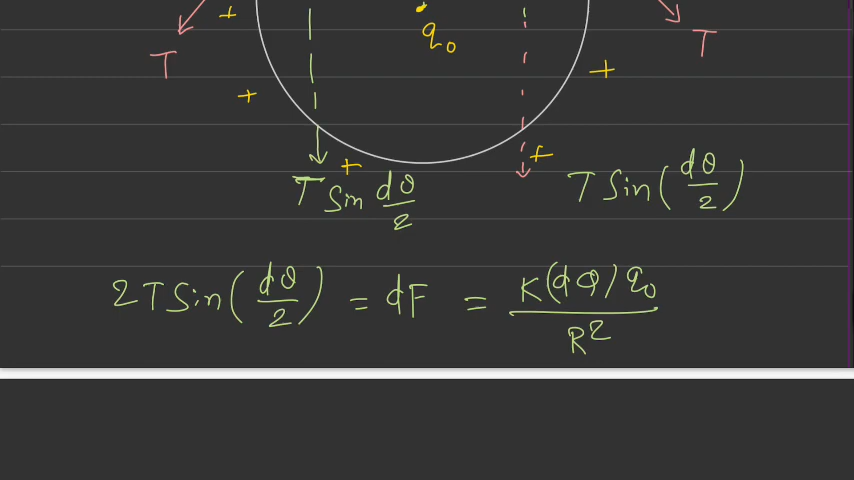 +
q₀
T
T
+
+
+
+
T Sin dθ/2
T Sin(dθ/2)
2T Sin(dθ/2) = dF = K(dQ)q₀/R²